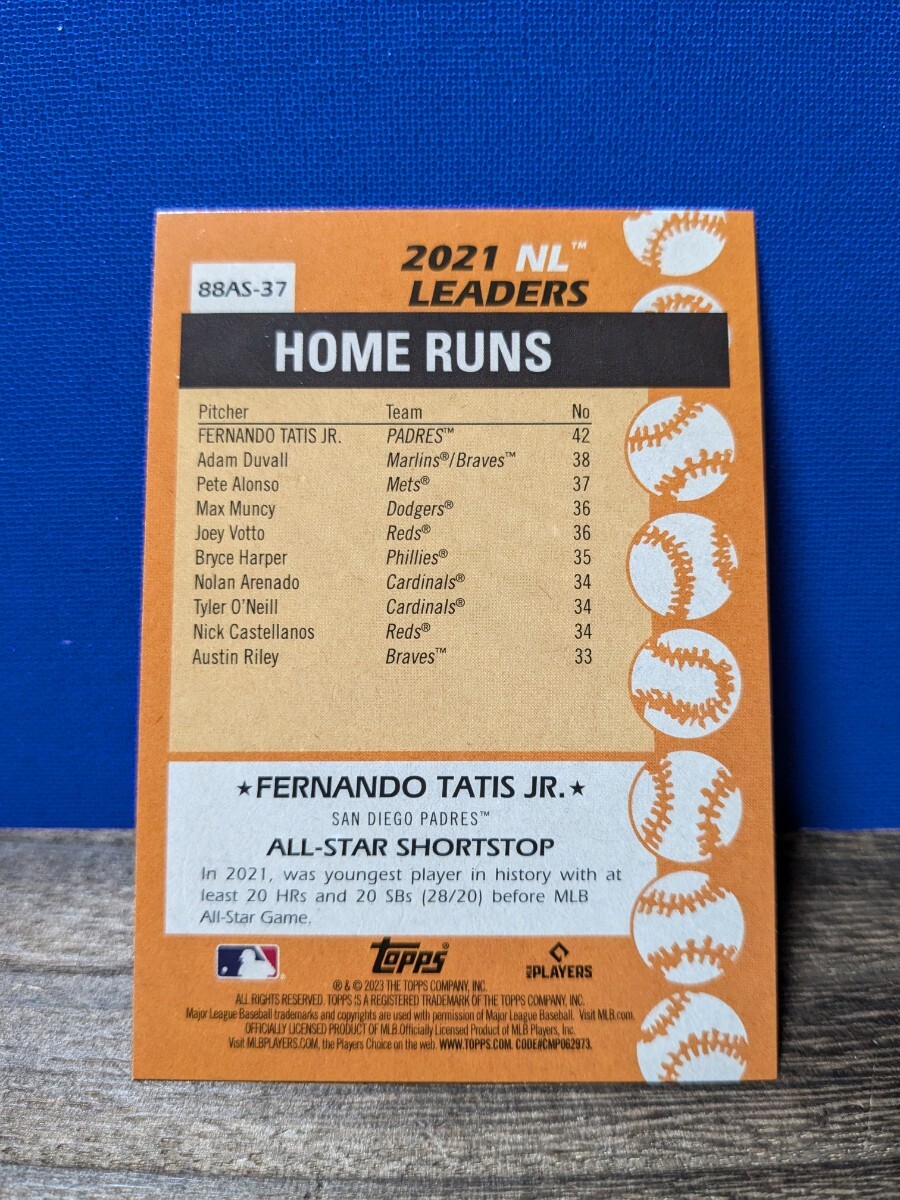 88AS-37
2021 NL™
LEADERS
HOME RUNS
Pitcher Team No
FERNANDO TATIS JR. PADRES™ 42
Adam Duvall Marlins®/Braves™ 38
Pete Alonso Mets® 37
Max Muncy Dodgers® 36
Joey Votto Reds® 36
Bryce Harper Phillies® 35
Nolan Arenado Cardinals® 34
Tyler O'Neill Cardinals® 34
Nick Castellanos Reds® 34
Austin Riley Braves™ 33
★FERNANDO TATIS JR.★
SAN DIEGO PADRES™
ALL-STAR SHORTSTOP
In 2021, was youngest player in history with at
least 20 HRs and 20 SBs (28/20) before MLB
All-Star Game.
topps®
MLB PLAYERS
® & © 2023 THE TOPPS COMPANY, INC.
ALL RIGHTS RESERVED. TOPPS IS A REGISTERED TRADEMARK OF THE TOPPS COMPANY, INC.
Major League Baseball trademarks and copyrights are used with permission of Major League Baseball. Visit MLB.com.
OFFICIALLY LICENSED PRODUCT OF MLB Officially Licensed Product of MLB Players, Inc.
Visit MLBPLAYERS.COM, the Players Choice on the web. WWW.TOPPS.COM. CODE#CMP062973.